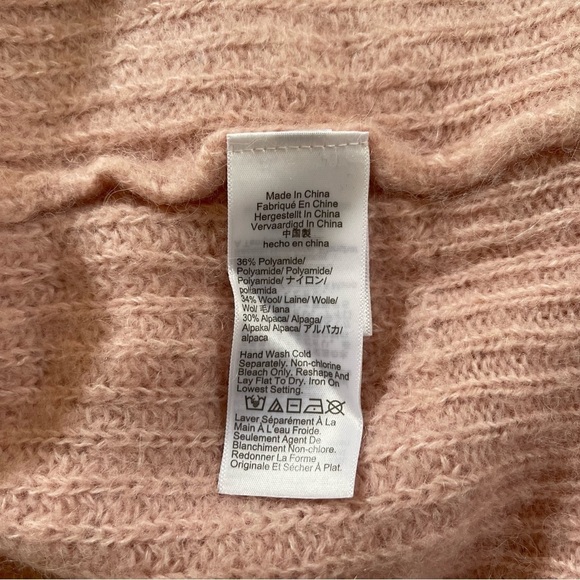 Made In China
Fabriqué En Chine
Hergestellt In China
Vervaardigd In China
中国製
hecho en china
36% Polyamide/
Polyamide/ Polyamide/
Polyamide/ ナイロン/
poliamida
34% Wool/ Laine/ Wolle/
Wol/ 毛/ lana
30% Alpaca/ Alpaga/
Alpaka/ Alpaca/ アルパカ/
alpaca
Hand Wash Cold
Separately. Non-chlorine
Bleach Only. Reshape And
Lay Flat To Dry. Iron On
Lowest Setting.
Laver Séparément À La
Main À L'eau Froide.
Seulement Agent De
Blanchiment Non-chlore.
Redonner La Forme
Originale Et Sécher À Plat.